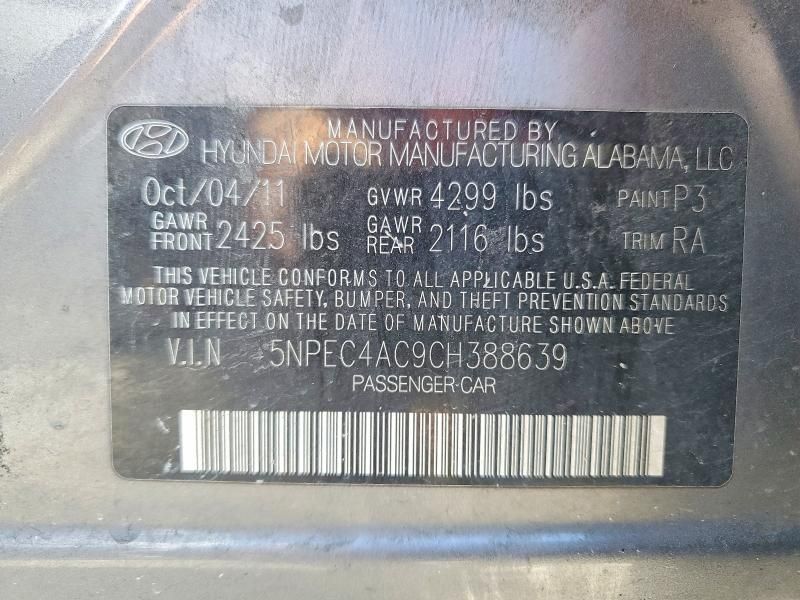 MANUFACTURED BY
HYUNDAI MOTOR MANUFACTURING ALABAMA, LLC
Oct/04/11 GVWR 4299 lbs PAINT P3
GAWR FRONT 2425 lbs GAWR REAR 2116 lbs TRIM RA
THIS VEHICLE CONFORMS TO ALL APPLICABLE U.S.A. FEDERAL
MOTOR VEHICLE SAFETY, BUMPER, AND THEFT PREVENTION STANDARDS
IN EFFECT ON THE DATE OF MANUFACTURE SHOWN ABOVE.
V.I.N 5NPEC4AC9CH388639
PASSENGER-CAR